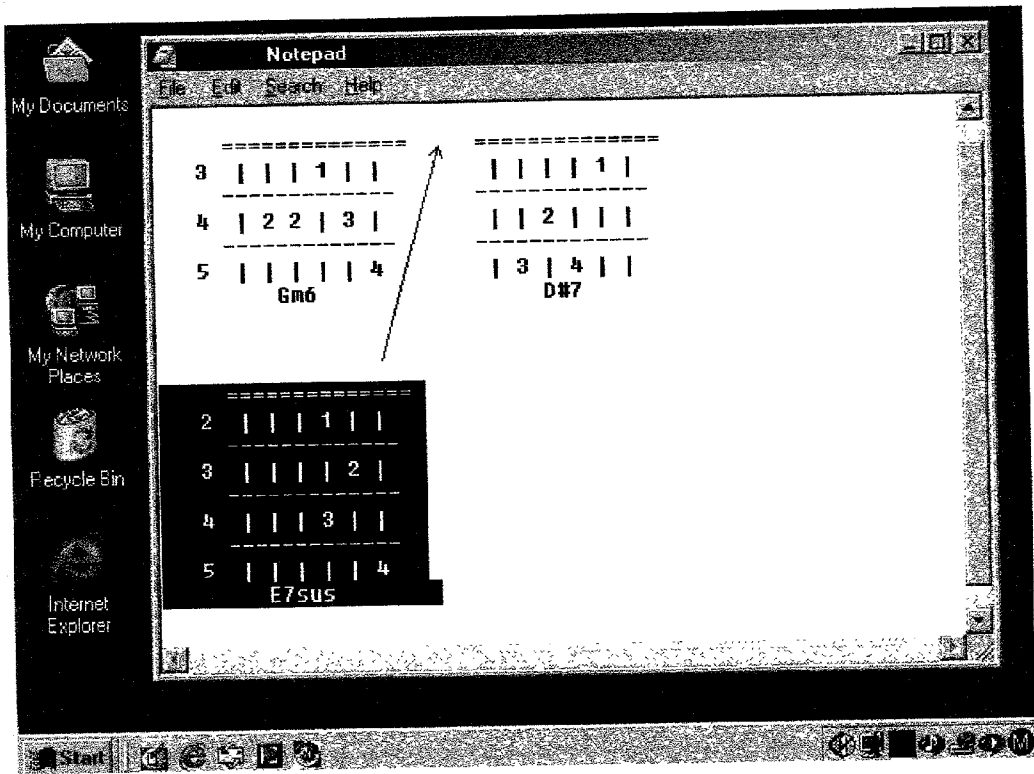 Notepad
File Edit Search Help
My Documents
My Computer
My Network
Places
Recycle Bin
Internet
Explorer
==============
3 | | | 1 | |
--------------
4 | 2 2 | 3 |
--------------
5 | | | | | 4
Gm6
==============
| | | | 1 |
--------------
| | 2 | | |
--------------
| 3 | 4 | |
D#7
==============
2 | | | 1 | |
--------------
3 | | | | 2 |
--------------
4 | | | 3 | |
--------------
5 | | | | | 4
E7sus
Start